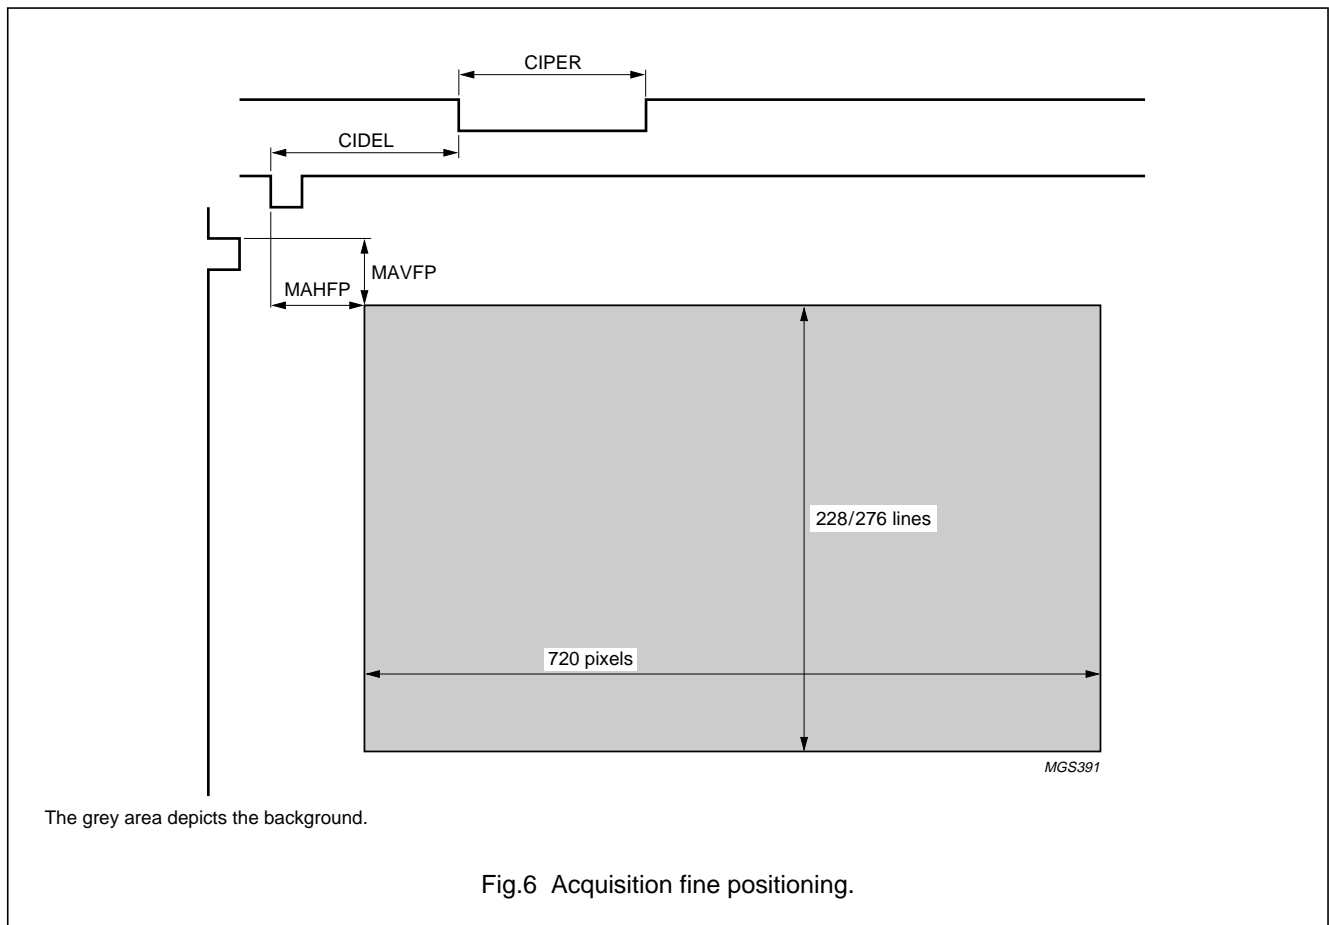 CIPER
CIDEL
MAVFP
MAHFP
228/276 lines
720 pixels
MGS391
The grey area depicts the background.
Fig.6 Acquisition fine positioning.